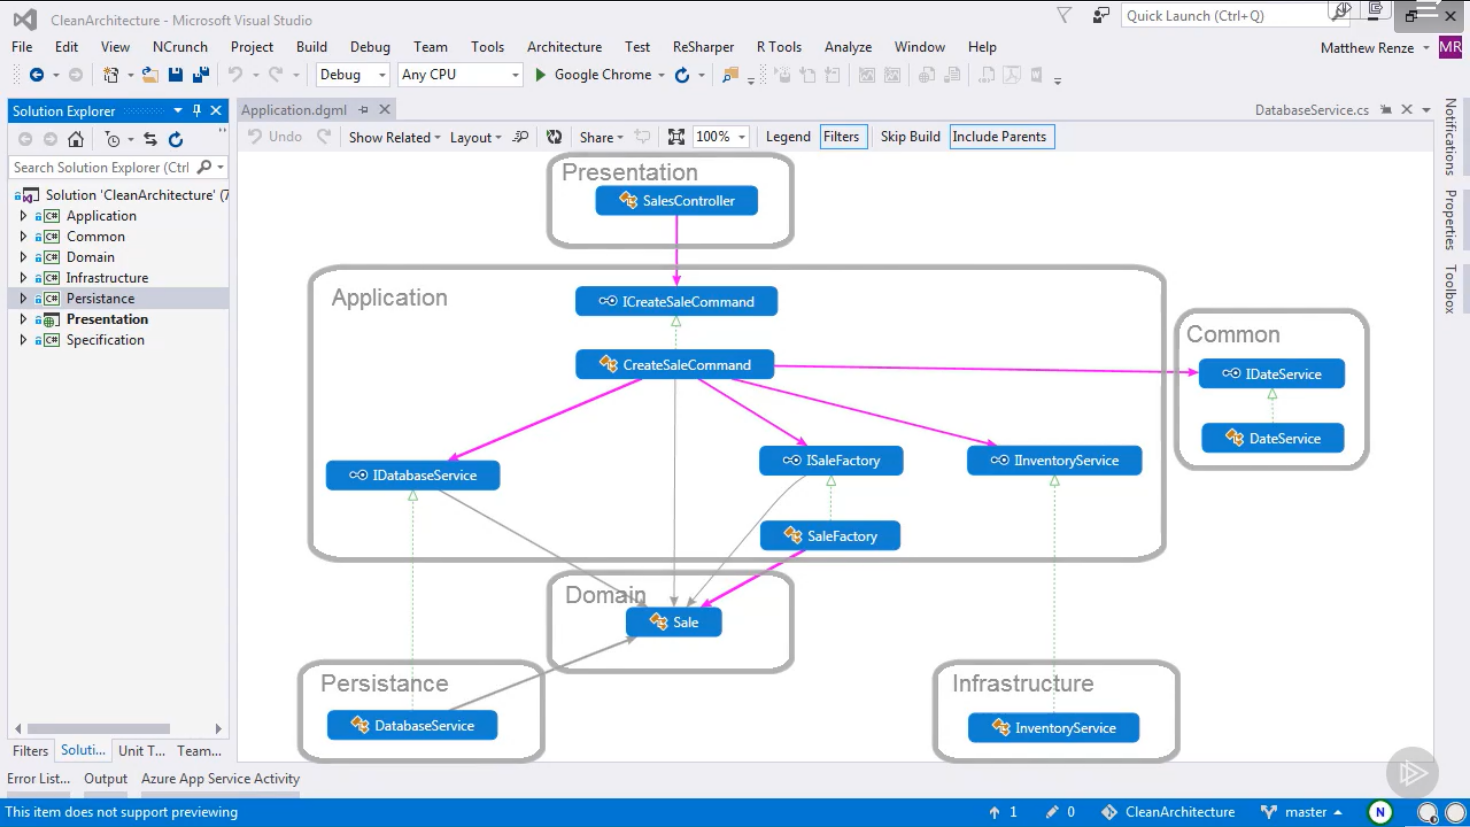 CleanArchitecture - Microsoft Visual Studio
Quick Launch (Ctrl+Q)
File Edit View NCrunch Project Build Debug Team Tools Architecture Test ReSharper R Tools Analyze Window Help
Matthew Renze MR
Debug Any CPU Google Chrome
Solution Explorer
Application.dgml
DatabaseService.cs
Undo Show Related Layout Share 100% Legend Filters Skip Build Include Parents
Search Solution Explorer (Ctrl
Solution 'CleanArchitecture' (7
C# Application
C# Common
C# Domain
C# Infrastructure
C# Persistance
Presentation
C# Specification
Presentation
SalesController
Application
ICreateSaleCommand
CreateSaleCommand
Common
IDateService
DateService
IDatabaseService
ISaleFactory
IInventoryService
SaleFactory
Domain
Sale
Persistance
DatabaseService
Infrastructure
InventoryService
Notifications
Properties
Toolbox
Filters Soluti... Unit T... Team...
Error List... Output Azure App Service Activity
This item does not support previewing
1 0 CleanArchitecture master N